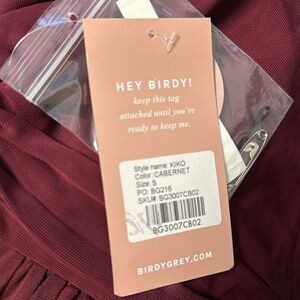 HEY BIRDY!
keep this tag
attached until you're
ready to keep me.
Style name: KIKO
Color: CABERNET
Size: S
PO: BG216
SKU#:BG3007CB02
BG3007CB02
BIRDYGREY.COM